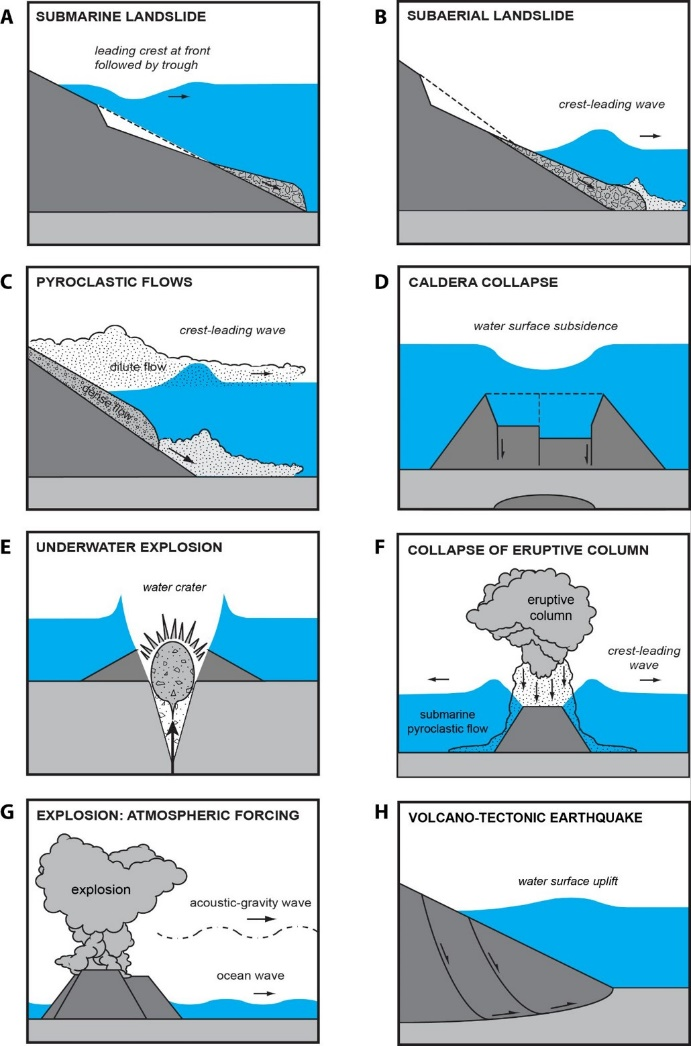 A
SUBMARINE LANDSLIDE
leading crest at front
followed by trough
B
SUBAERIAL LANDSLIDE
crest-leading wave
C
PYROCLASTIC FLOWS
crest-leading wave
dilute flow
dense flow
D
CALDERA COLLAPSE
water surface subsidence
E
UNDERWATER EXPLOSION
water crater
F
COLLAPSE OF ERUPTIVE COLUMN
eruptive
column
crest-leading
wave
submarine
pyroclastic flow
G
EXPLOSION: ATMOSPHERIC FORCING
explosion
acoustic-gravity wave
ocean wave
H
VOLCANO-TECTONIC EARTHQUAKE
water surface uplift